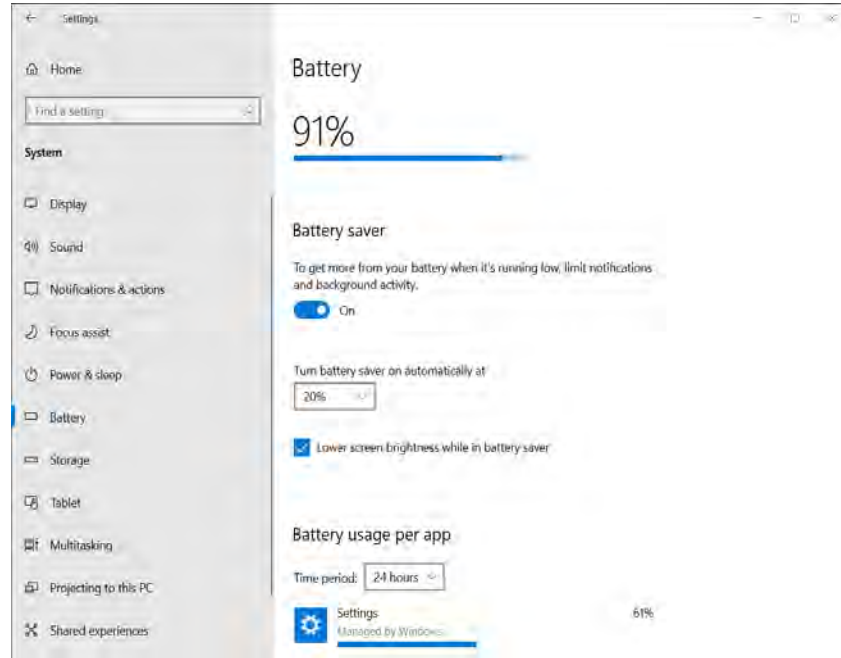 Settings
Home
Find a setting
System
Display
Sound
Notifications & actions
Focus assist
Power & sleep
Battery
Storage
Tablet
Multitasking
Projecting to this PC
Shared experiences
Battery
91%
Battery saver
To get more from your battery when it's running low, limit notifications
and background activity.
On
Turn battery saver on automatically at
20%
Lower screen brightness while in battery saver
Battery usage per app
Time period: 24 hours
Settings 61%
Managed by Windows